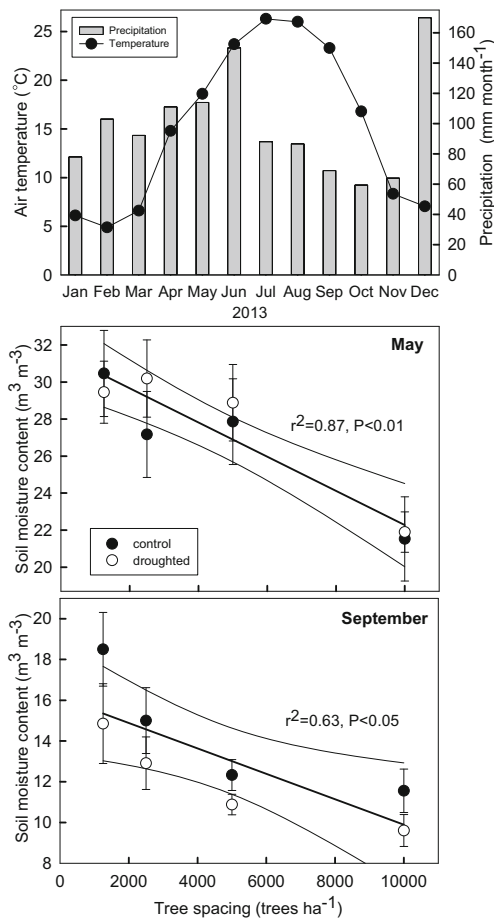 25
20
15
10
5
0
Air temperature (°C)
Precipitation
Temperature
160
140
120
100
80
60
40
20
0
Precipitation (mm month-1)
Jan Feb Mar Apr May Jun Jul Aug Sep Oct Nov Dec
2013
32
30
28
26
24
22
20
Soil moisture content (m3 m-3)
May
r2=0.87, P<0.01
control
droughted
20
18
16
14
12
10
8
Soil moisture content (m3 m-3)
September
r2=0.63, P<0.05
0 2000 4000 6000 8000 10000
Tree spacing (trees ha-1)